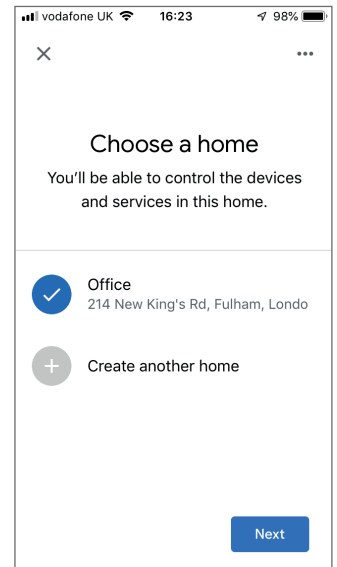 vodafone UK 16:23 98%
Choose a home
You'll be able to control the devices
and services in this home.
Office
214 New King's Rd, Fulham, Londo
Create another home
Next